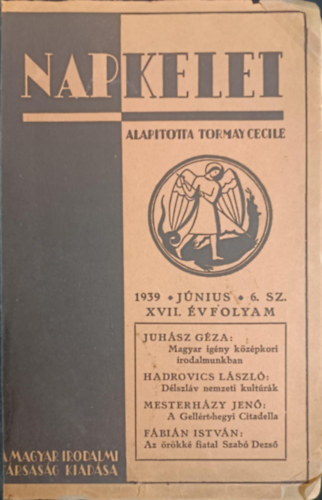 NAPKELET
ALAPITOTTA TORMAY CECILE
1939 • JÚNIUS • 6. SZ.
XVII. ÉVFOLYAM
JUHÁSZ GÉZA:
Magyar igény középkori
irodalmunkban
HADROVICS LÁSZLÓ:
Délszláv nemzeti kultúrák
MESTERHÁZY JENŐ:
A Gellérthegyi Citadella
FÁBIÁN ISTVÁN:
Az örökké fiatal Szabó Dezső
A MAGYAR IRODALMI
TÁRSASÁG KIADÁSA